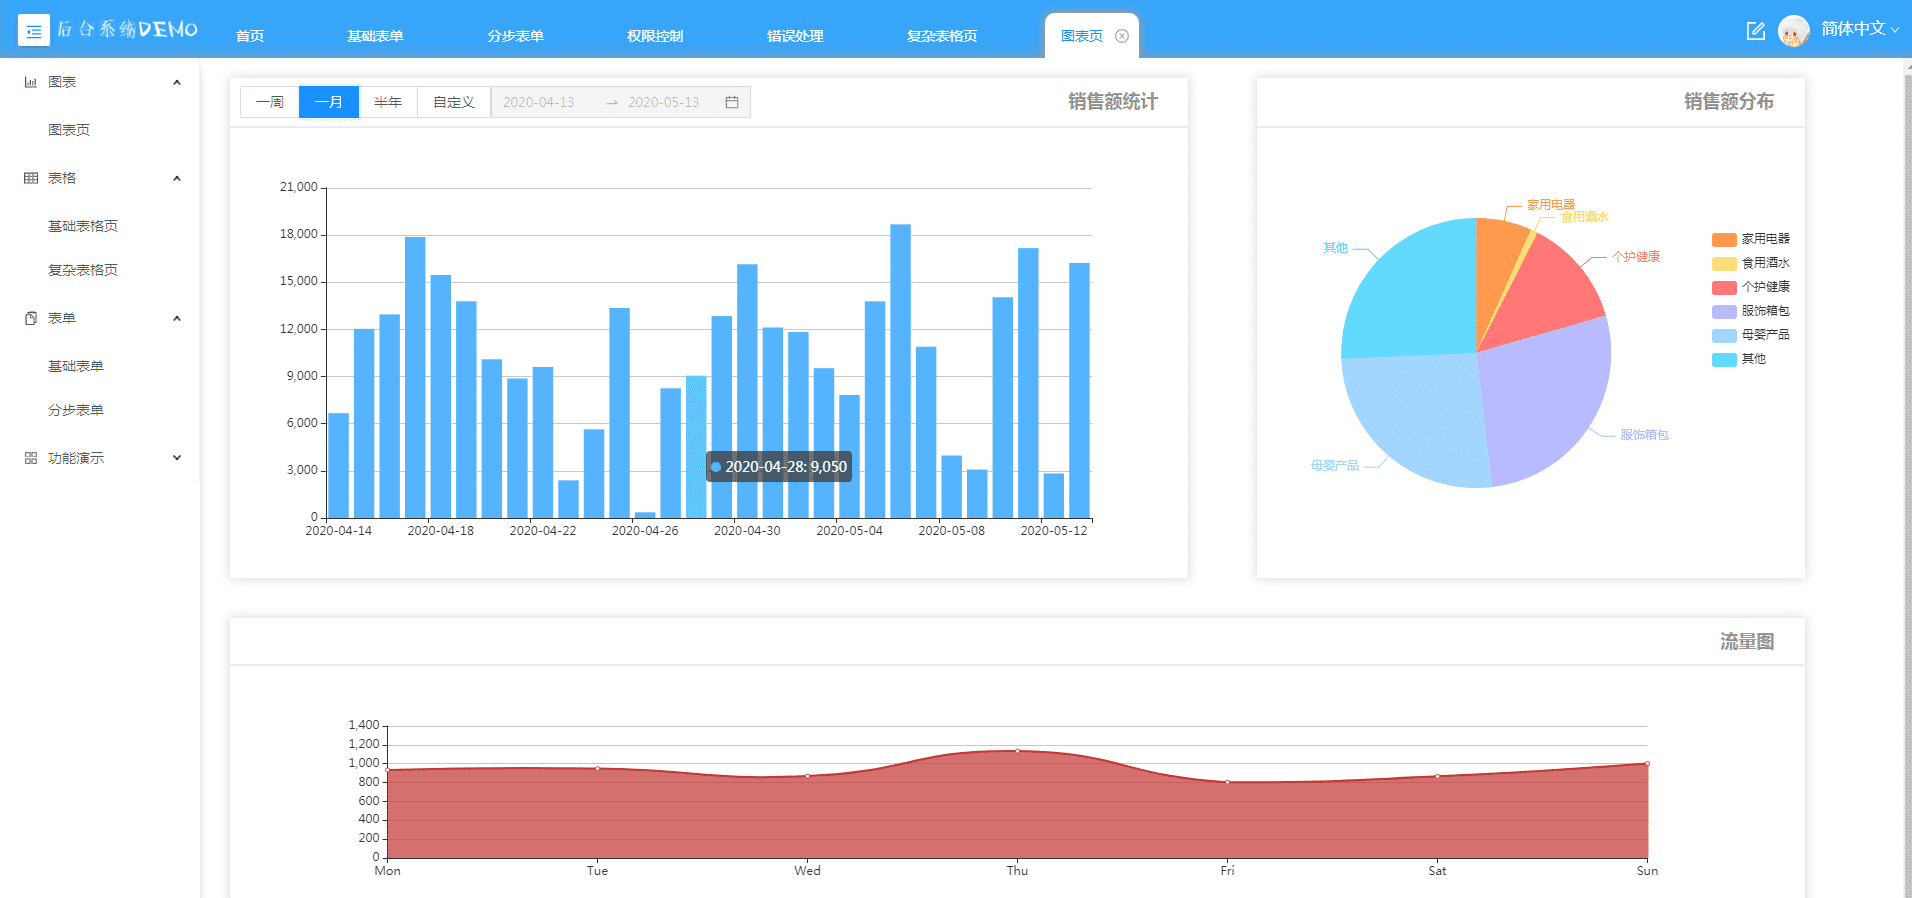 后台系统DEMO
首页
基础表单
分步表单
权限控制
错误处理
复杂表格页
图表页
简体中文
图表
图表页
表格
基础表格页
复杂表格页
表单
基础表单
分步表单
功能演示
一周
一月
半年
自定义
2020-04-13
2020-05-13
销售额统计
21,000
18,000
15,000
12,000
9,000
6,000
3,000
0
2020-04-28: 9,050
2020-04-14
2020-04-18
2020-04-22
2020-04-26
2020-04-30
2020-05-04
2020-05-08
2020-05-12
销售额分布
家用电器
食用酒水
个护健康
服饰箱包
母婴产品
其他
家用电器
食用酒水
个护健康
服饰箱包
母婴产品
其他
流量图
1,400
1,200
1,000
800
600
400
200
0
Mon
Tue
Wed
Thu
Fri
Sat
Sun